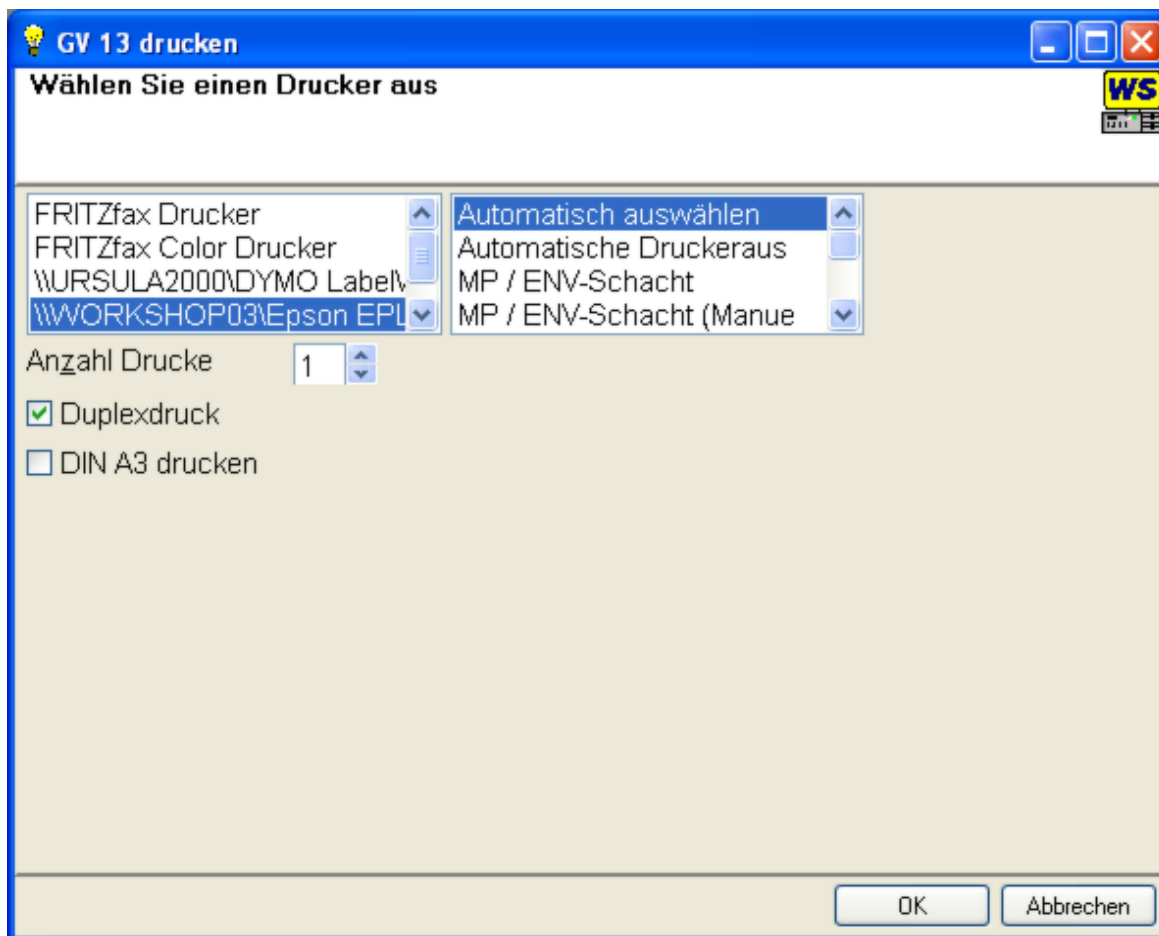 GV 13 drucken
Wählen Sie einen Drucker aus
WS
FRITZfax Drucker
FRITZfax Color Drucker
\\URSULA2000\DYMO Label\
\\WORKSHOP03\Epson EPL
Automatisch auswählen
Automatische Druckeraus
MP / ENV-Schacht
MP / ENV-Schacht (Manue
Anzahl Drucke
1
Duplexdruck
DIN A3 drucken
OK
Abbrechen